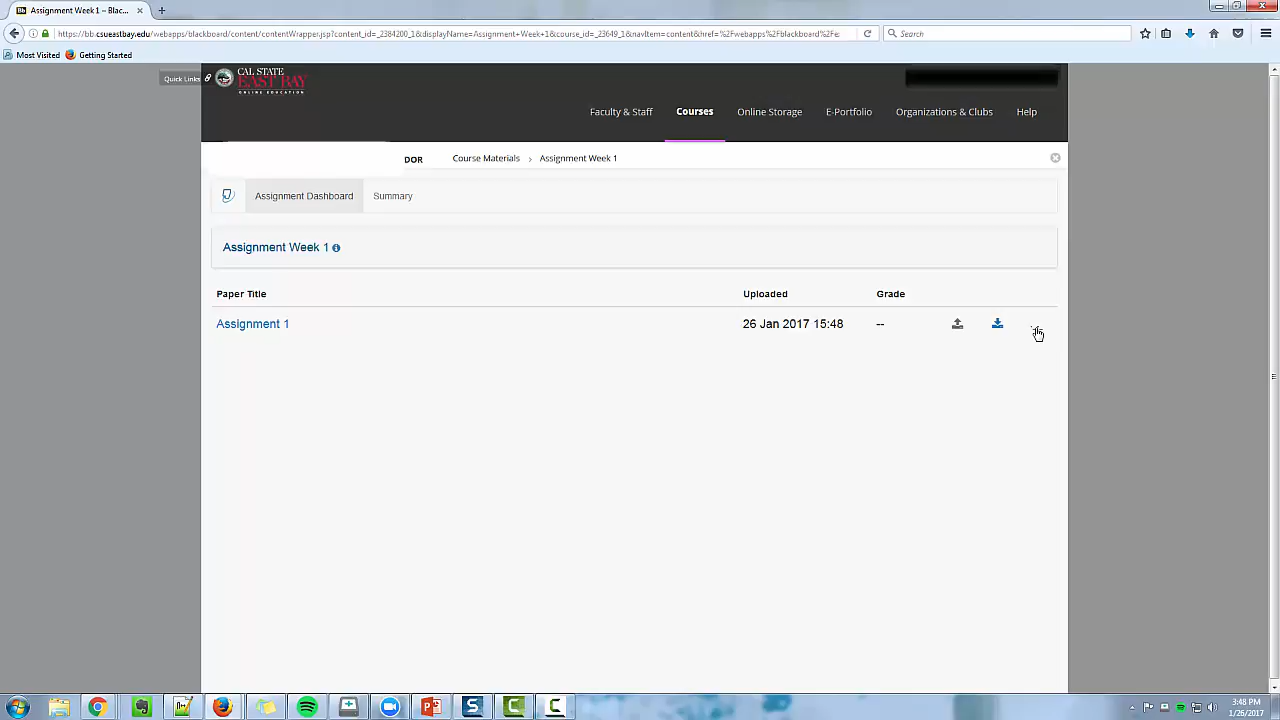 Assignment Week 1 – Blac...
https://bb.csueastbay.edu/webapps/blackboard/content/contentWrapper.jsp?content_id=_2384200_1&displayName=Assignment+Week+1&course_id=_23649_1&navItem=content&href=%2Fwebapps%2Fblackboard%2Fe:
Search
Most Visited
Getting Started
Quick Links
CAL STATE
EAST BAY
ONLINE EDUCATION
Faculty & Staff
Courses
Online Storage
E-Portfolio
Organizations & Clubs
Help
DOR
Course Materials
Assignment Week 1
Assignment Dashboard
Summary
Assignment Week 1
Paper Title
Uploaded
Grade
Assignment 1
26 Jan 2017 15:48
--
3:48 PM
1/26/2017